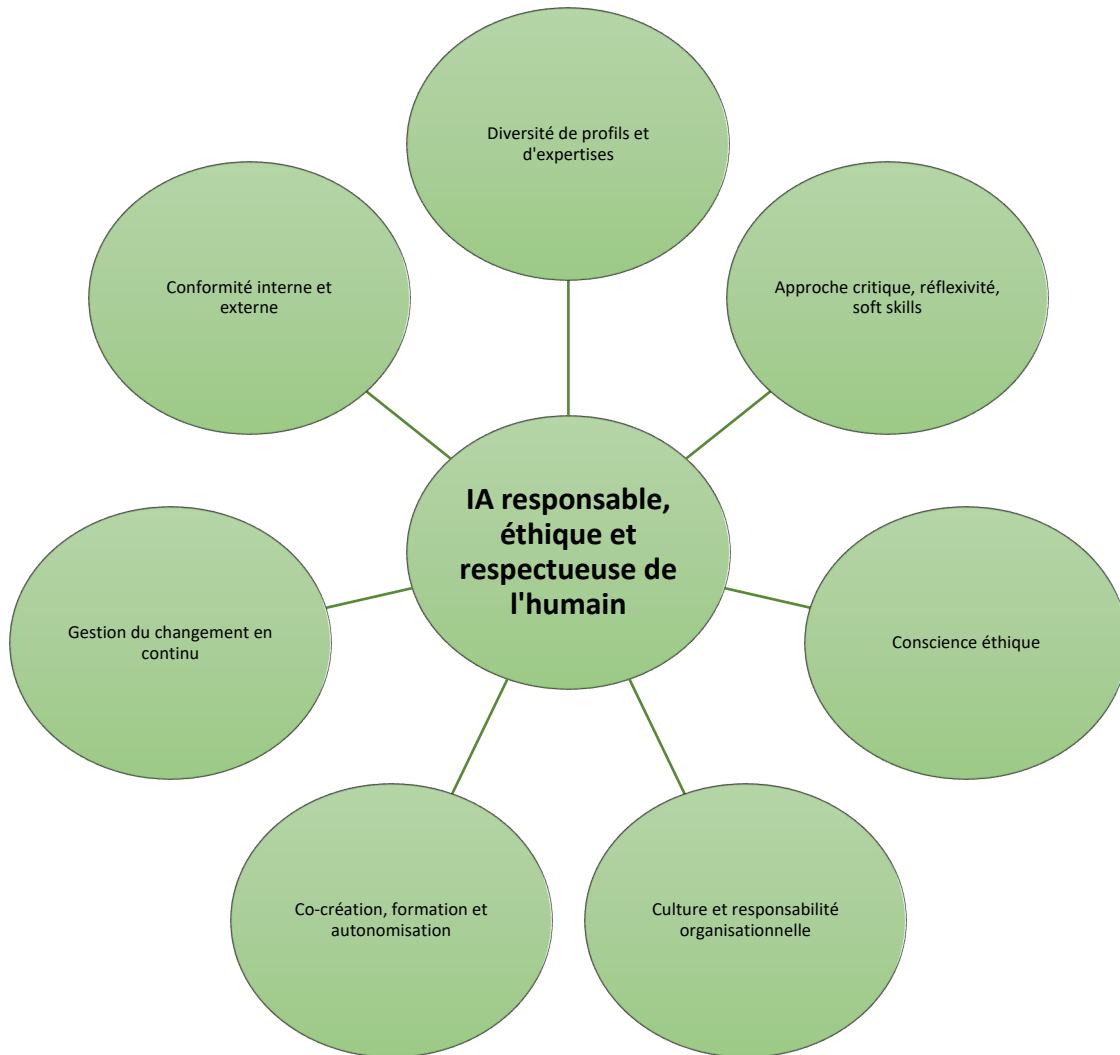 Diversité de profils et
d'expertises
Approche critique, réflexivité,
soft skills
Conscience éthique
Culture et responsabilité
organisationnelle
Co-création, formation et
autonomisation
Gestion du changement en
continu
Conformité interne et
externe
IA responsable,
éthique et
respectueuse de
l'humain